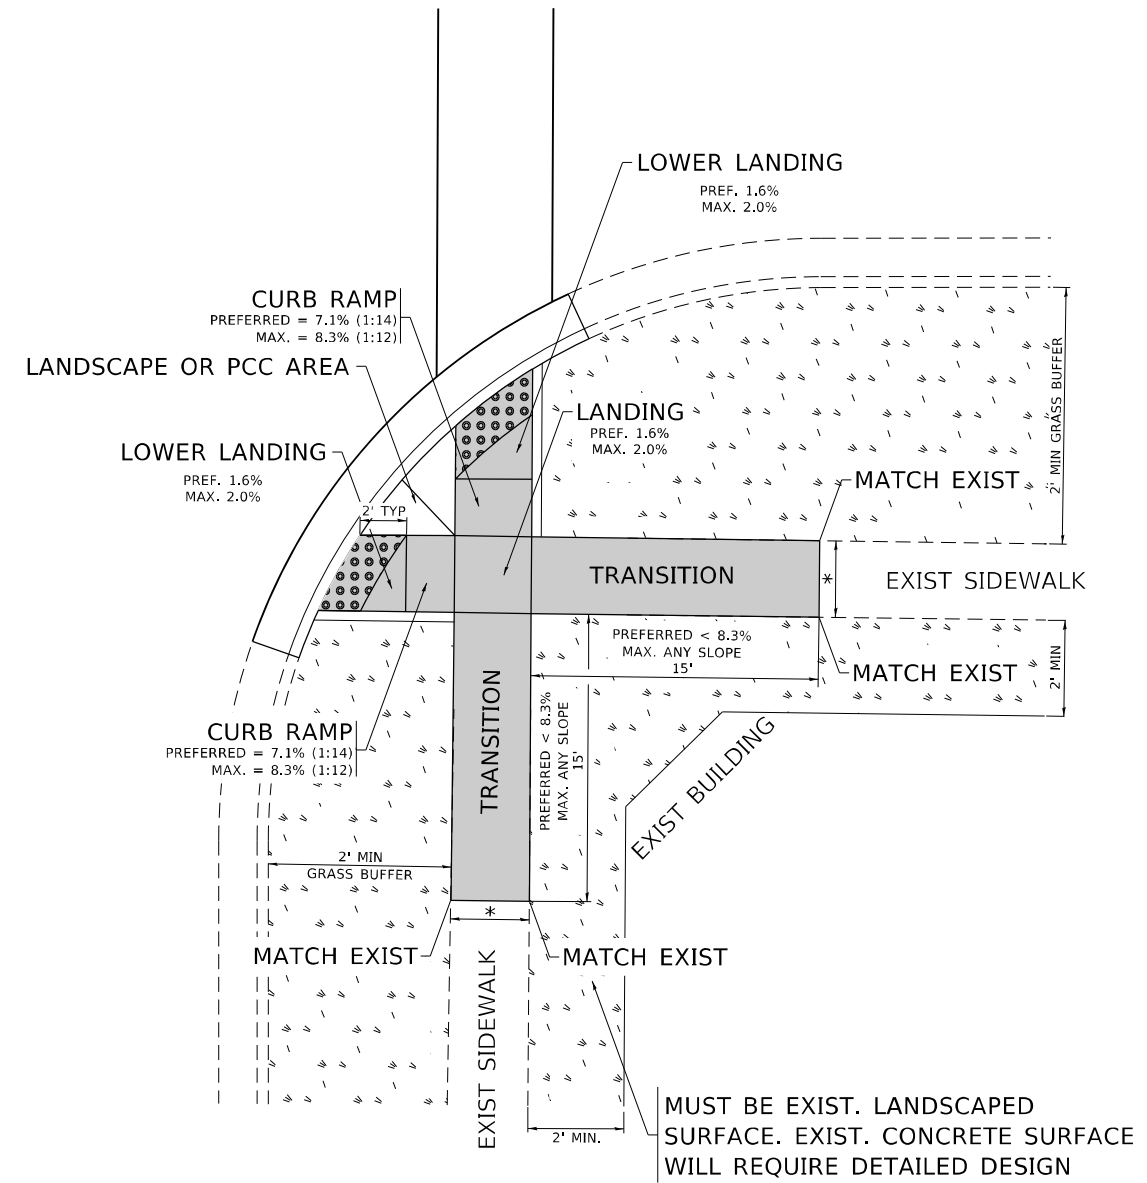 LOWER LANDING
PREF. 1.6%
MAX. 2.0%
CURB RAMP
PREFERRED = 7.1% (1:14)
MAX. = 8.3% (1:12)
LANDSCAPE OR PCC AREA
LANDING
PREF. 1.6%
MAX. 2.0%
LOWER LANDING
PREF. 1.6%
MAX. 2.0%
2' MIN GRASS BUFFER
MATCH EXIST
2' TYP
TRANSITION
*
EXIST SIDEWALK
PREFERRED < 8.3%
MAX. ANY SLOPE
15'
MATCH EXIST
2' MIN
CURB RAMP
PREFERRED = 7.1% (1:14)
MAX. = 8.3% (1:12)
TRANSITION
PREFERRED < 8.3%
MAX. ANY SLOPE
15'
EXIST BUILDING
2' MIN
GRASS BUFFER
*
MATCH EXIST
MATCH EXIST
EXIST SIDEWALK
2' MIN.
MUST BE EXIST. LANDSCAPED
SURFACE. EXIST. CONCRETE SURFACE
WILL REQUIRE DETAILED DESIGN